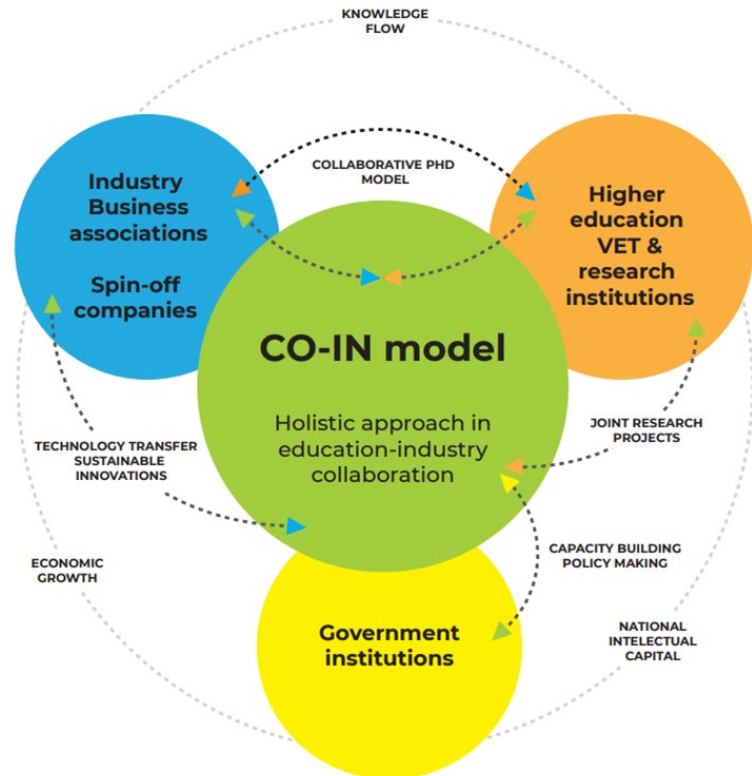 KNOWLEDGE
FLOW
Industry
Business
associations
Spin-off
companies
COLLABORATIVE PHD
MODEL
Higher
education
VET &
research
institutions
CO-IN model
Holistic approach in
education-industry
collaboration
TECHNOLOGY TRANSFER
SUSTAINABLE
INNOVATIONS
JOINT RESEARCH
PROJECTS
ECONOMIC
GROWTH
CAPACITY BUILDING
POLICY MAKING
Government
institutions
NATIONAL
INTELECTUAL
CAPITAL